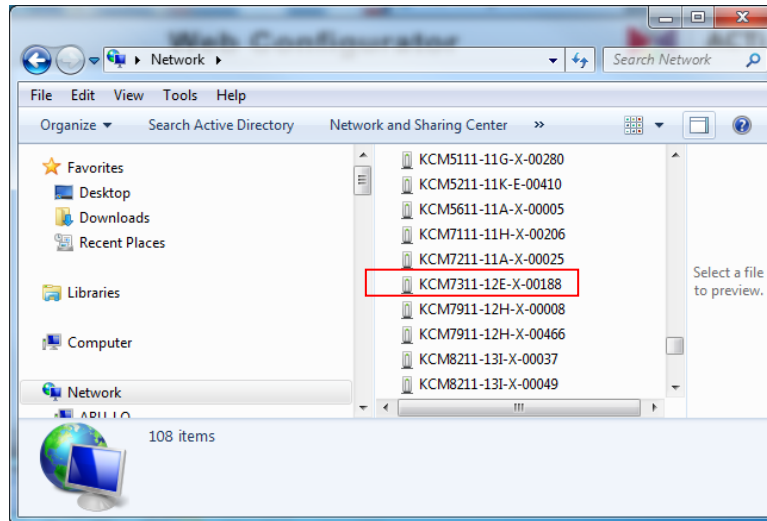 Web Configurator
ACTi
Network
Search Network
File Edit View Tools Help
Organize Search Active Directory Network and Sharing Center »
Favorites
Desktop
Downloads
Recent Places
Libraries
Computer
Network
KCM5111-11G-X-00280
KCM5211-11K-E-00410
KCM5611-11A-X-00005
KCM7111-11H-X-00206
KCM7211-11A-X-00025
KCM7311-12E-X-00188
KCM7911-12H-X-00008
KCM7911-12H-X-00466
KCM8211-13I-X-00037
KCM8211-13I-X-00049
Select a file
to preview.
108 items